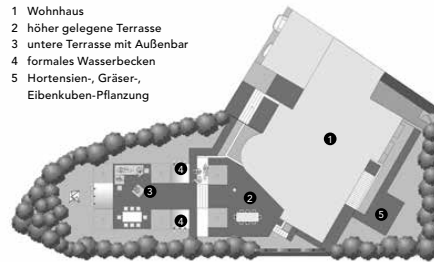 1 Wohnhaus
2 höher gelegene Terrasse
3 untere Terrasse mit Außenbar
4 formales Wasserbecken
5 Hortensien-, Gräser-,
Eibenkuben-Pflanzung
1
4
3
2
4
5